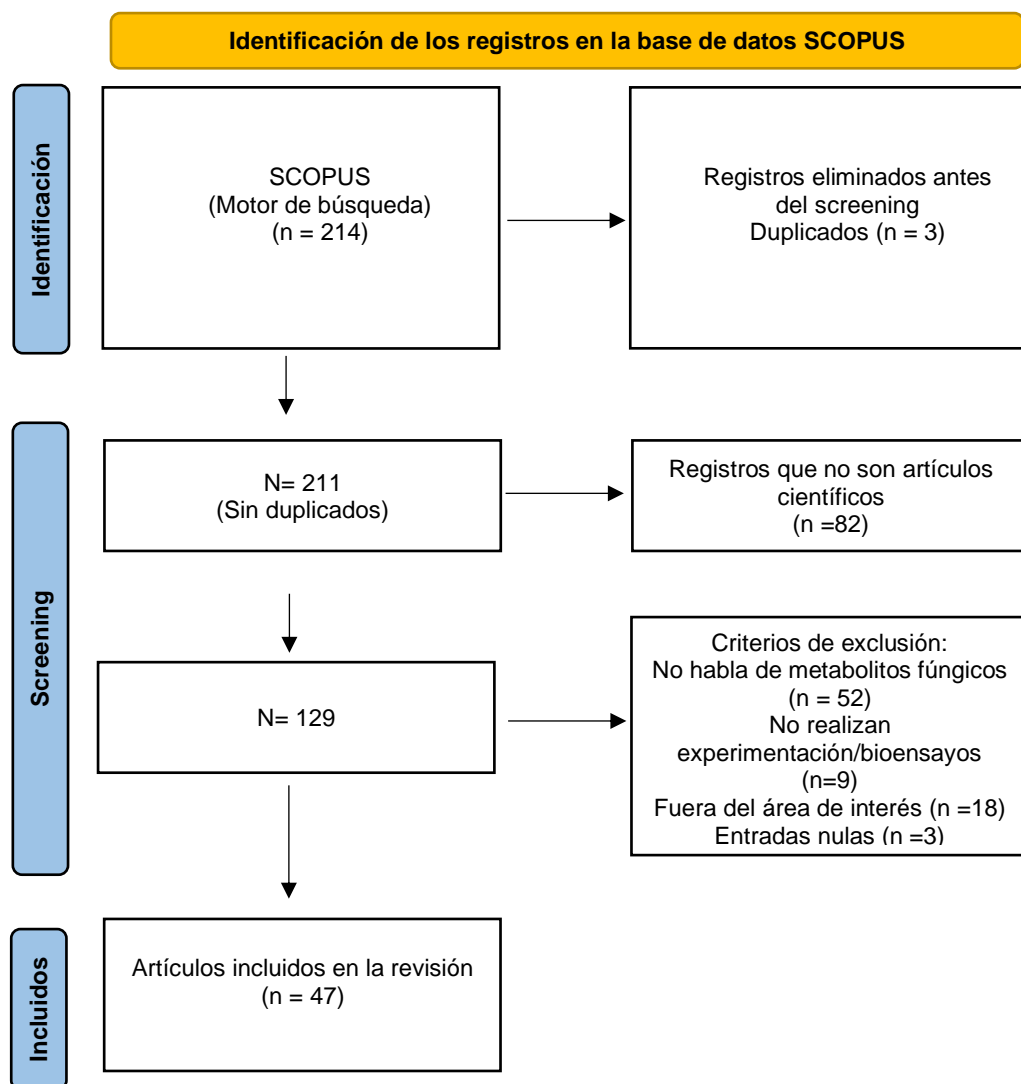 Identificación de los registros en la base de datos SCOPUS
Identificación
SCOPUS
(Motor de búsqueda)
(n = 214)
Registros eliminados antes
del screening
Duplicados (n = 3)
Screening
N= 211
(Sin duplicados)
Registros que no son artículos
científicos
(n =82)
N= 129
Criterios de exclusión:
No habla de metabolitos fúngicos
(n = 52)
No realizan
experimentación/bioensayos
(n=9)
Fuera del área de interés (n =18)
Entradas nulas (n =3)
Incluidos
Artículos incluidos en la revisión
(n = 47)